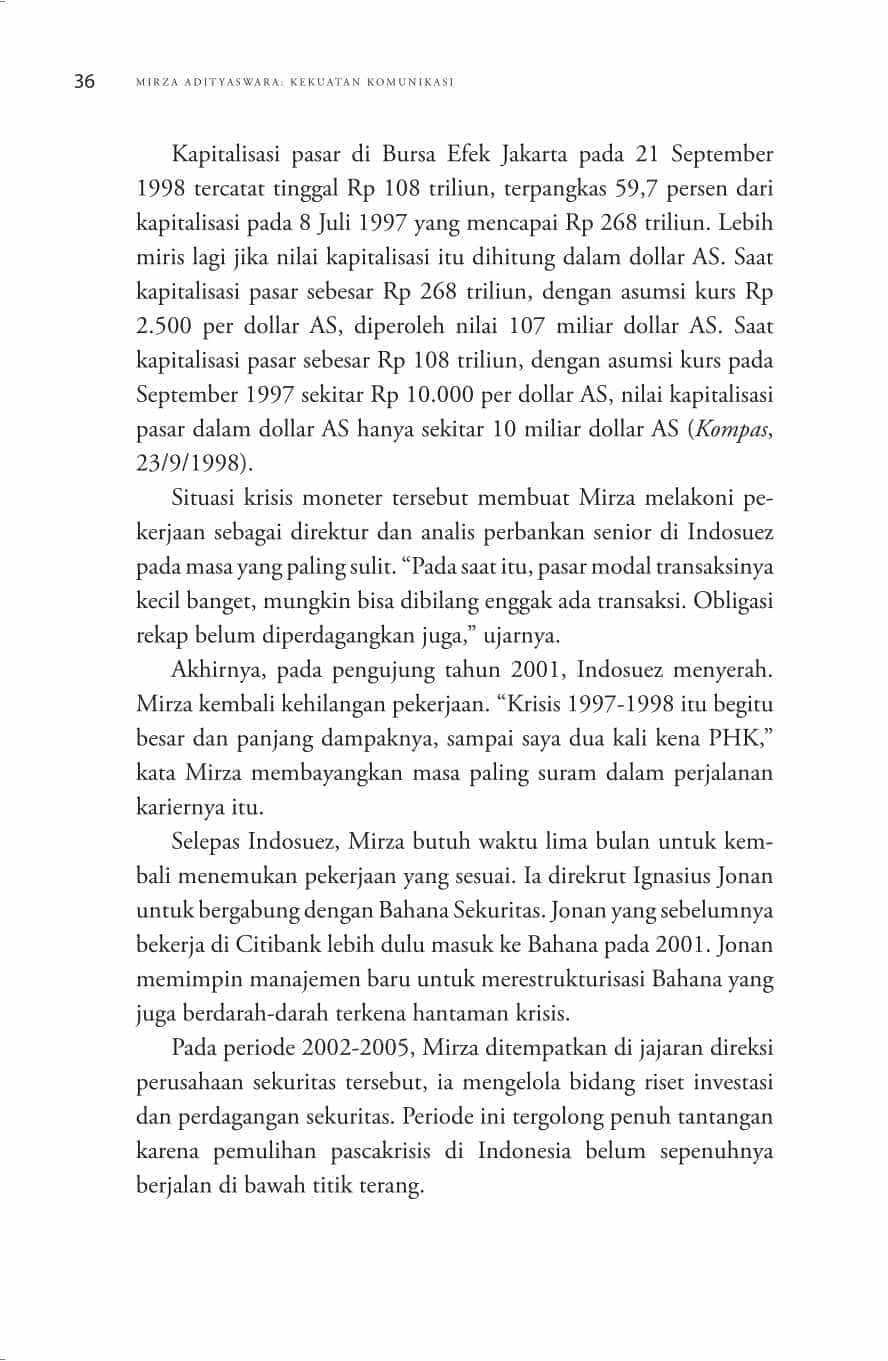 36 MIRZA ADITYASWARA: KEKUATAN KOMUNIKASI
Kapitalisasi pasar di Bursa Efek Jakarta pada 21 September
1998 tercatat tinggal Rp 108 triliun, terpangkas 59,7 persen dari
kapitalisasi pada 8 Juli 1997 yang mencapai Rp 268 triliun. Lebih
miris lagi jika nilai kapitalisasi itu dihitung dalam dollar AS. Saat
kapitalisasi pasar sebesar Rp 268 triliun, dengan asumsi kurs Rp
2.500 per dollar AS, diperoleh nilai 107 miliar dollar AS. Saat
kapitalisasi pasar sebesar Rp 108 triliun, dengan asumsi kurs pada
September 1997 sekitar Rp 10.000 per dollar AS, nilai kapitalisasi
pasar dalam dollar AS hanya sekitar 10 miliar dollar AS (Kompas,
23/9/1998).
Situasi krisis moneter tersebut membuat Mirza melakoni pe-
kerjaan sebagai direktur dan analis perbankan senior di Indosuez
pada masa yang paling sulit. “Pada saat itu, pasar modal transaksinya
kecil banget, mungkin bisa dibilang enggak ada transaksi. Obligasi
rekap belum diperdagangkan juga,” ujarnya.
Akhirnya, pada pengujung tahun 2001, Indosuez menyerah.
Mirza kembali kehilangan pekerjaan. “Krisis 1997-1998 itu begitu
besar dan panjang dampaknya, sampai saya dua kali kena PHK,”
kata Mirza membayangkan masa paling suram dalam perjalanan
kariernya itu.
Selepas Indosuez, Mirza butuh waktu lima bulan untuk kem-
bali menemukan pekerjaan yang sesuai. Ia direkrut Ignasius Jonan
untuk bergabung dengan Bahana Sekuritas. Jonan yang sebelumnya
bekerja di Citibank lebih dulu masuk ke Bahana pada 2001. Jonan
memimpin manajemen baru untuk merestrukturisasi Bahana yang
juga berdarah-darah terkena hantaman krisis.
Pada periode 2002-2005, Mirza ditempatkan di jajaran direksi
perusahaan sekuritas tersebut, ia mengelola bidang riset investasi
dan perdagangan sekuritas. Periode ini tergolong penuh tantangan
karena pemulihan pascakrisis di Indonesia belum sepenuhnya
berjalan di bawah titik terang.